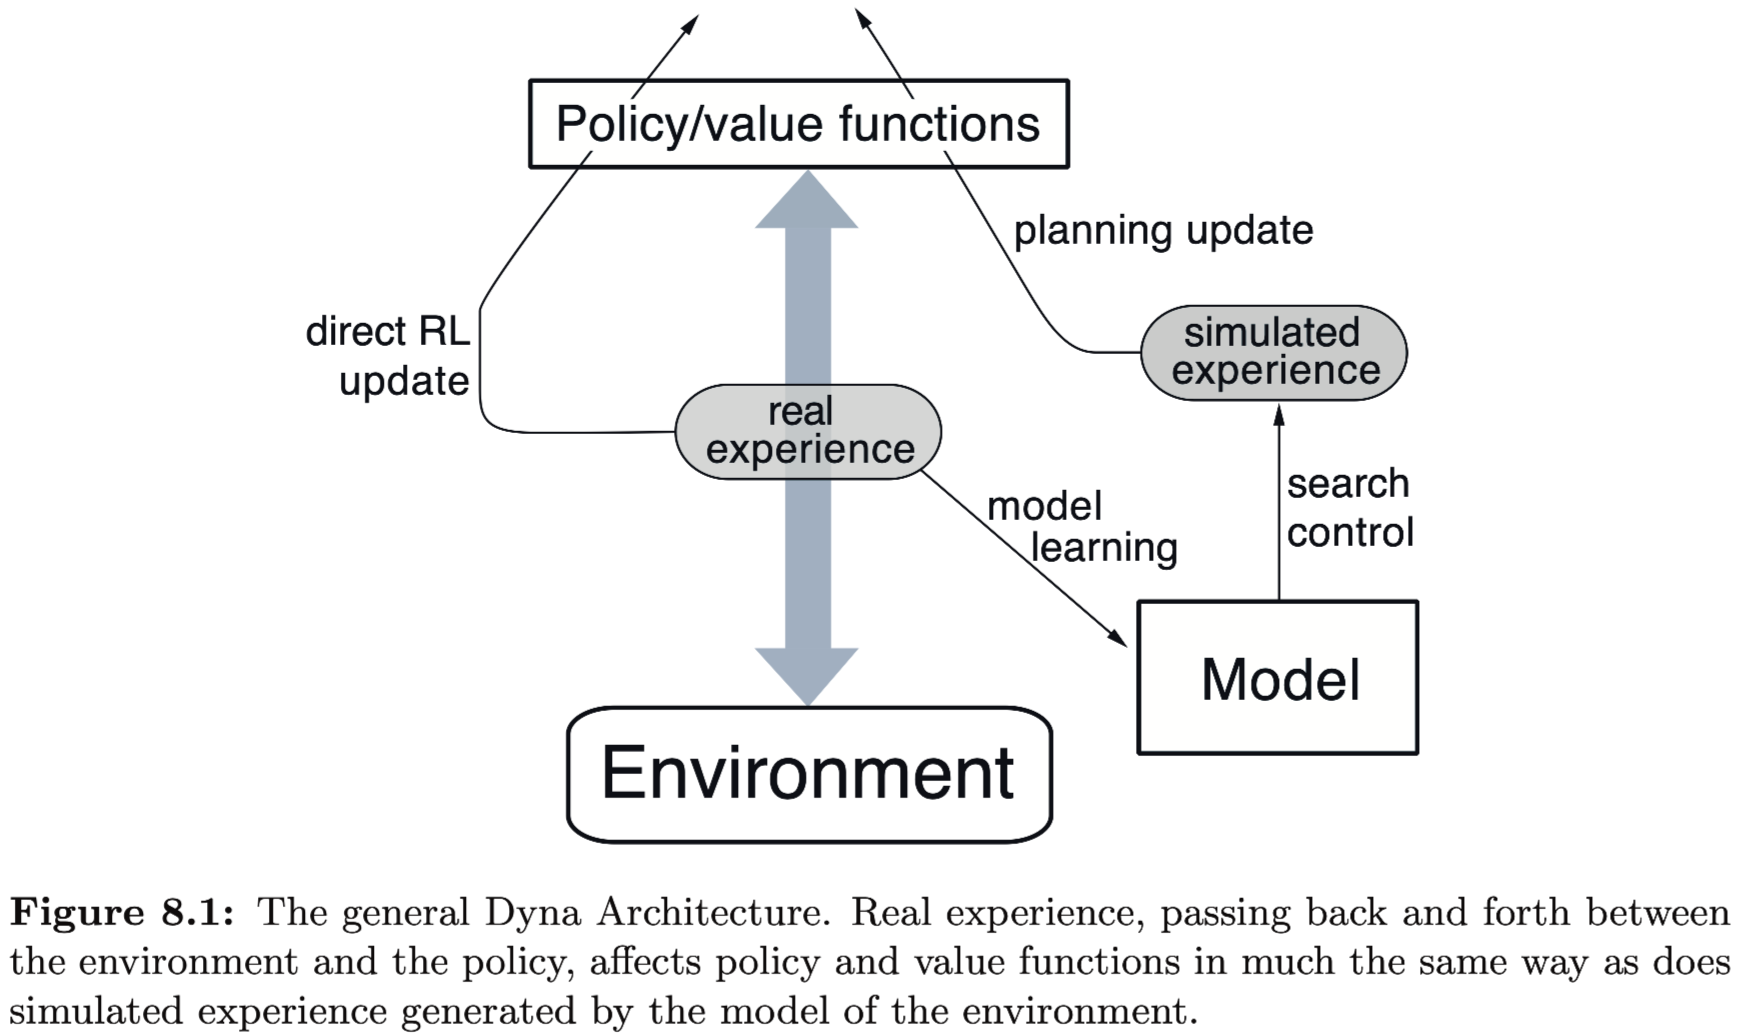 Policy/value functions
planning update
direct RL
update
simulated
experience
real
experience
model
learning
search
control
Model
Environment
Figure 8.1: The general Dyna Architecture. Real experience, passing back and forth between
the environment and the policy, affects policy and value functions in much the same way as does
simulated experience generated by the model of the environment.